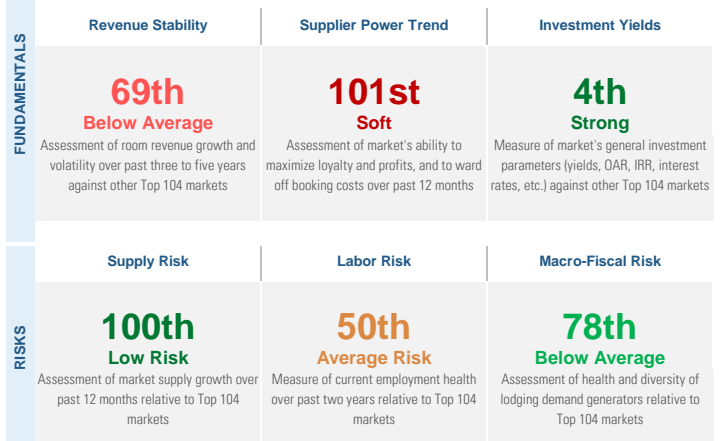 FUNDAMENTALS
Revenue Stability
69th
Below Average
Assessment of room revenue growth and
volatility over past three to five years
against other Top 104 markets
Supplier Power Trend
101st
Soft
Assessment of market's ability to
maximize loyalty and profits, and to ward
off booking costs over past 12 months
Investment Yields
4th
Strong
Measure of market's general investment
parameters (yields, OAR, IRR, interest
rates, etc.) against other Top 104 markets
RISKS
Supply Risk
100th
Low Risk
Assessment of market supply growth over
past 12 months relative to Top 104
markets
Labor Risk
50th
Average Risk
Measure of current employment health
over past two years relative to Top 104
markets
Macro-Fiscal Risk
78th
Below Average
Assessment of health and diversity of
lodging demand generators relative to
Top 104 markets